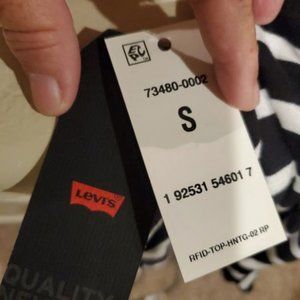 73480-0002
S
1 92531 54601 7
RFID-TOP-HNTG-02 RP
Levi's
QUALITY